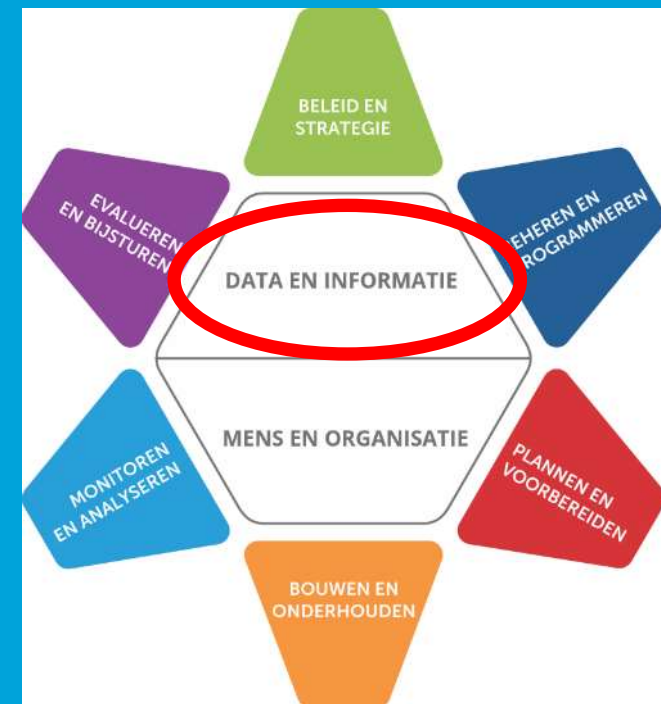 BELEID EN
STRATEGIE
EVALUEREN
EN BIJSTUREN
EHEREN EN
ROGRAMMEREN
DATA EN INFORMATIE
MENS EN ORGANISATIE
MONITOREN
EN ANALYSEREN
PLANNEN EN
VOORBEREIDEN
BOUWEN EN
ONDERHOUDEN